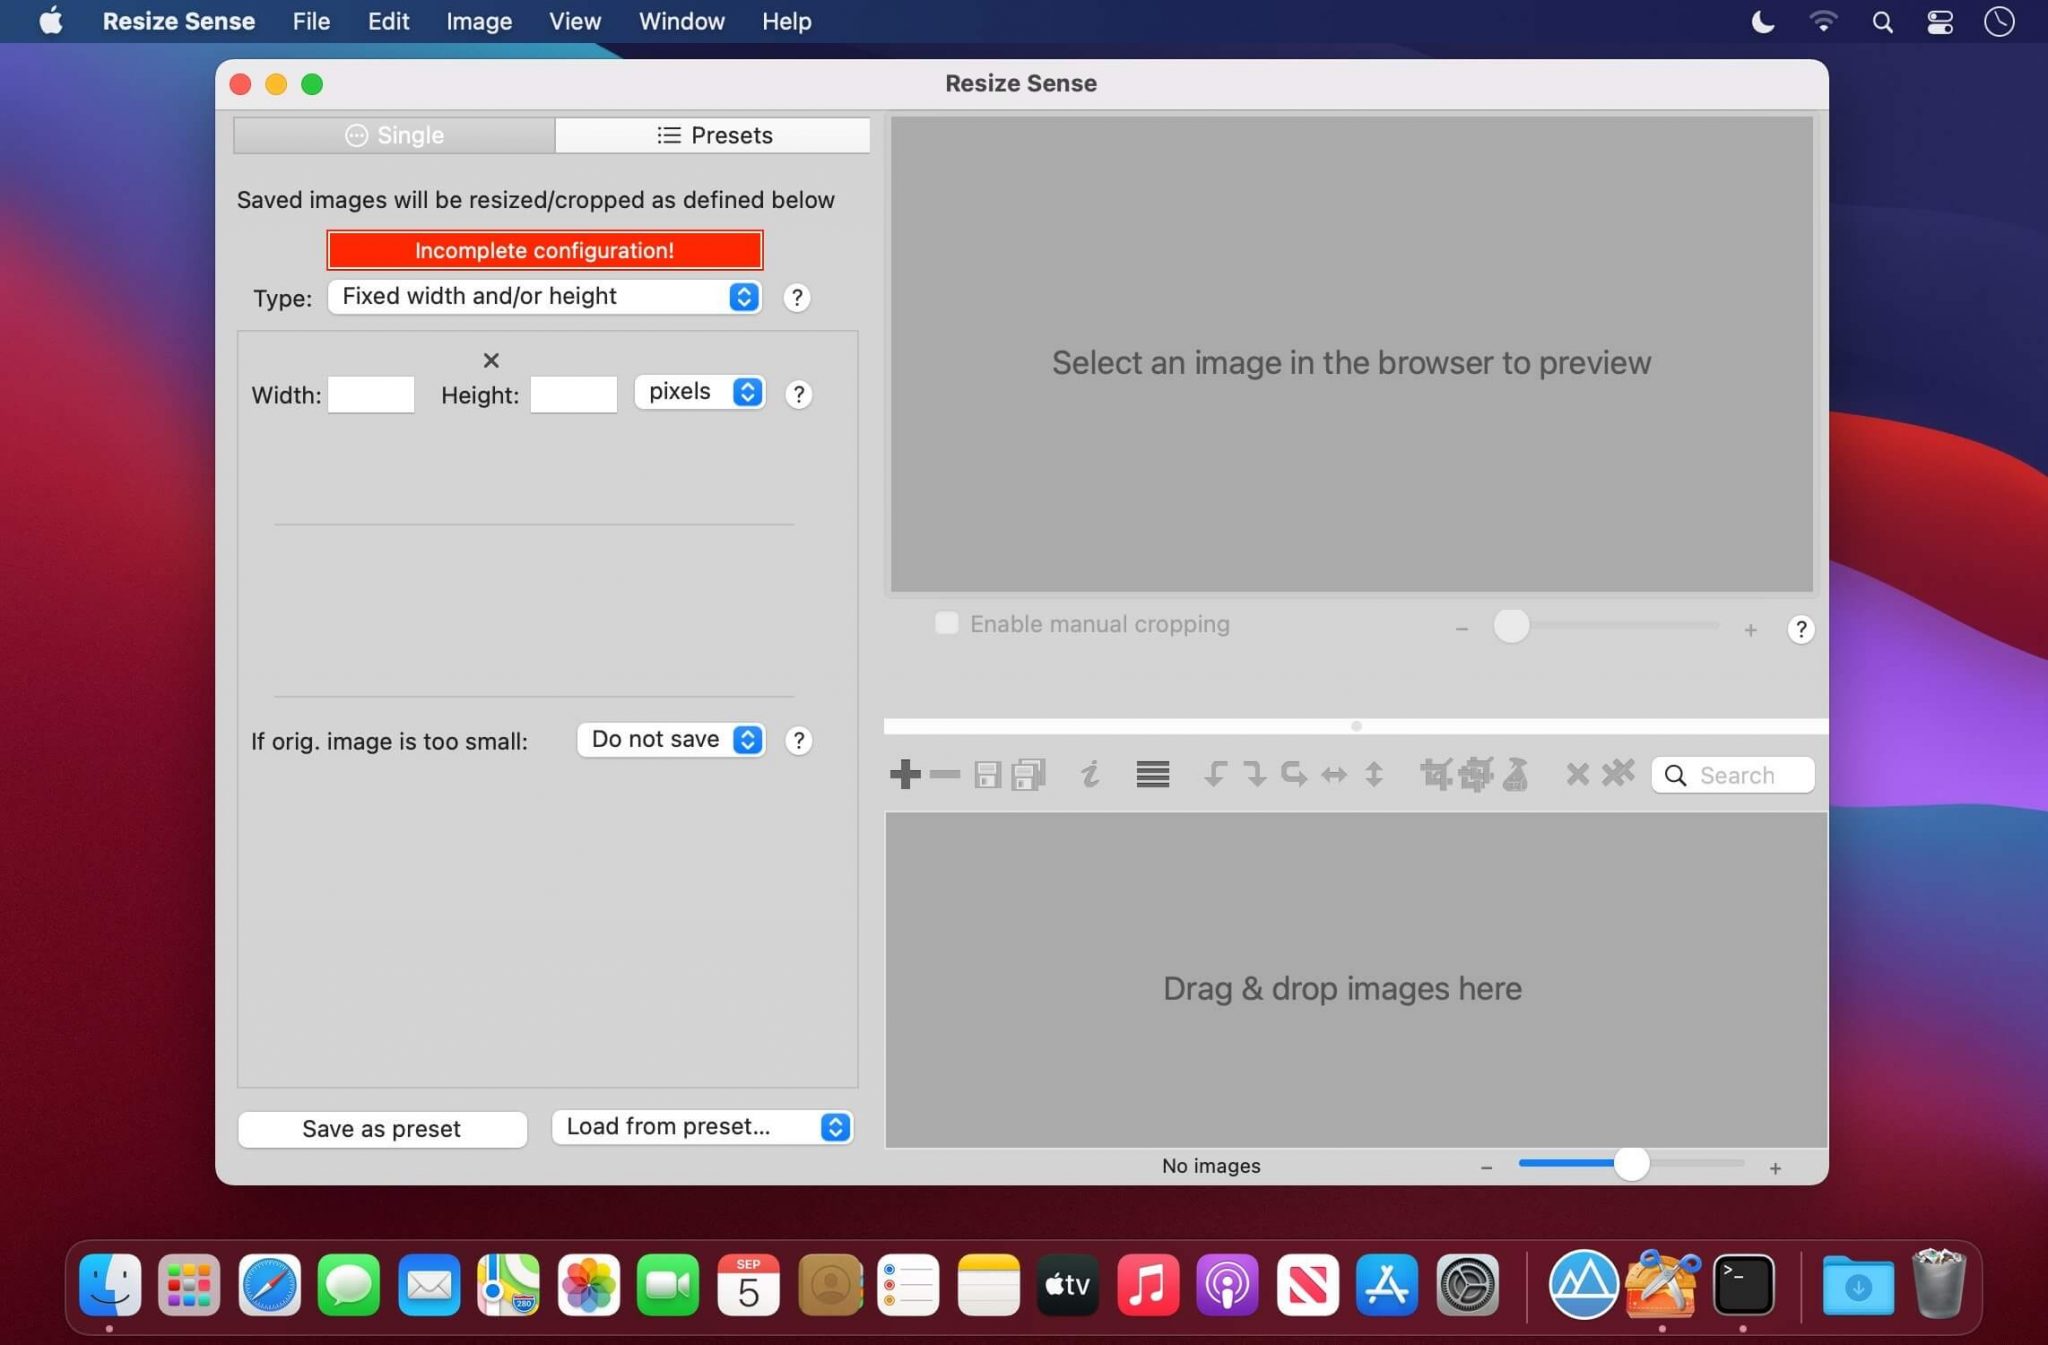 Resize Sense File Edit Image View Window Help
Resize Sense
Single Presets
Saved images will be resized/cropped as defined below
Incomplete configuration!
Type: Fixed width and/or height ?
Width: Height: pixels ?
If orig. image is too small: Do not save ?
Save as preset Load from preset...
Select an image in the browser to preview
Enable manual cropping − + ?
Search
Drag & drop images here
No images − +
SEP
5
280
tv
>_